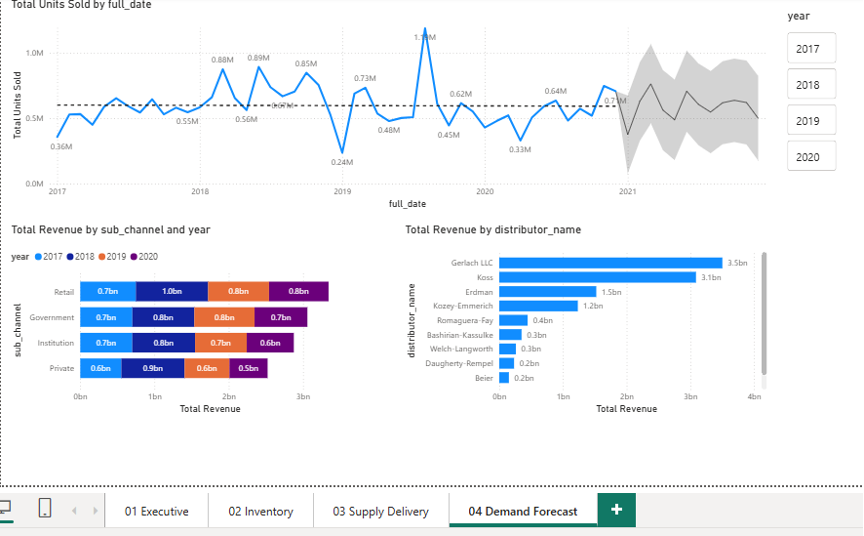 Total Units Sold by full_date
year
Total Units Sold
1.0M
0.5M
0.0M
0.36M
0.55M
0.88M
0.56M
0.89M
0.67M
0.85M
0.24M
0.73M
0.48M
0.45M
0.62M
0.33M
0.64M
2017
2018
2019
2020
2021
full_date
2017
2018
2019
2020
Total Revenue by sub_channel and year
year 2017 2018 2019 2020
sub_channel
Retail 0.7bn 1.0bn 0.8bn 0.8bn
Government 0.7bn 0.8bn 0.8bn 0.7bn
Institution 0.7bn 0.8bn 0.7bn 0.6bn
Private 0.6bn 0.9bn 0.6bn 0.5bn
0bn 1bn 2bn 3bn
Total Revenue
Total Revenue by distributor_name
distributor_name
Gerlach LLC 3.5bn
Koss 3.1bn
Erdman 1.5bn
Kozey-Emmerich 1.2bn
Romaguera-Fay 0.4bn
Bashirian-Kassulke 0.3bn
Welch-Langworth 0.3bn
Daugherty-Rempel 0.2bn
Beier 0.2bn
0bn 1bn 2bn 3bn 4bn
Total Revenue
01 Executive
02 Inventory
03 Supply Delivery
04 Demand Forecast
+